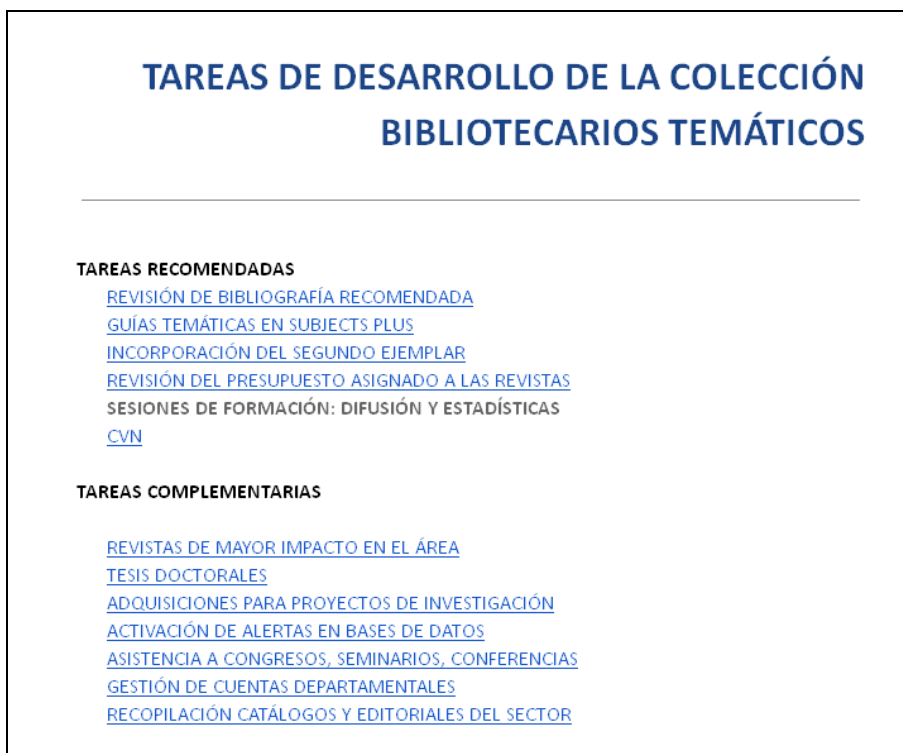 TAREAS DE DESARROLLO DE LA COLECCIÓN
BIBLIOTECARIOS TEMÁTICOS
TAREAS RECOMENDADAS
REVISIÓN DE BIBLIOGRAFÍA RECOMENDADA
GUÍAS TEMÁTICAS EN SUBJECTS PLUS
INCORPORACIÓN DEL SEGUNDO EJEMPLAR
REVISIÓN DEL PRESUPUESTO ASIGNADO A LAS REVISTAS
SESIONES DE FORMACIÓN: DIFUSIÓN Y ESTADÍSTICAS
CVN
TAREAS COMPLEMENTARIAS
REVISTAS DE MAYOR IMPACTO EN EL ÁREA
TESIS DOCTORALES
ADQUISICIONES PARA PROYECTOS DE INVESTIGACIÓN
ACTIVACIÓN DE ALERTAS EN BASES DE DATOS
ASISTENCIA A CONGRESOS, SEMINARIOS, CONFERENCIAS
GESTIÓN DE CUENTAS DEPARTAMENTALES
RECOPILACIÓN CATÁLOGOS Y EDITORIALES DEL SECTOR